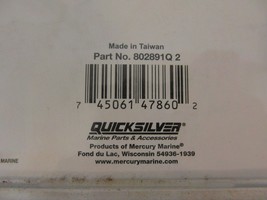 Made in Taiwan
Part No. 802891Q 2
7 45061 47860 2
QUICKSILVER
Marine Parts & Accessories
Products of Mercury Marine®
Fond du Lac, Wisconsin 54936-1939
www.mercurymarine.com
MARINE